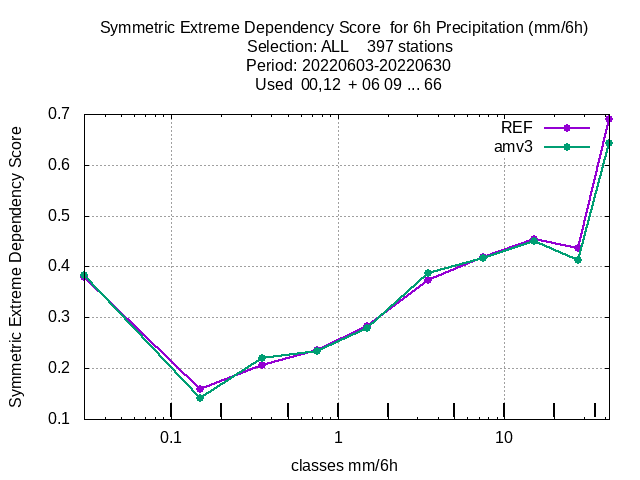 Symmetric Extreme Dependency Score  for 6h Precipitation (mm/6h)
Selection: ALL    397 stations
Period: 20220603-20220630
Used  00,12  + 06 09 ... 66
REF
amv3
Symmetric Extreme Dependency Score
0.7
0.6
0.5
0.4
0.3
0.2
0.1
0.1 1 10
classes mm/6h